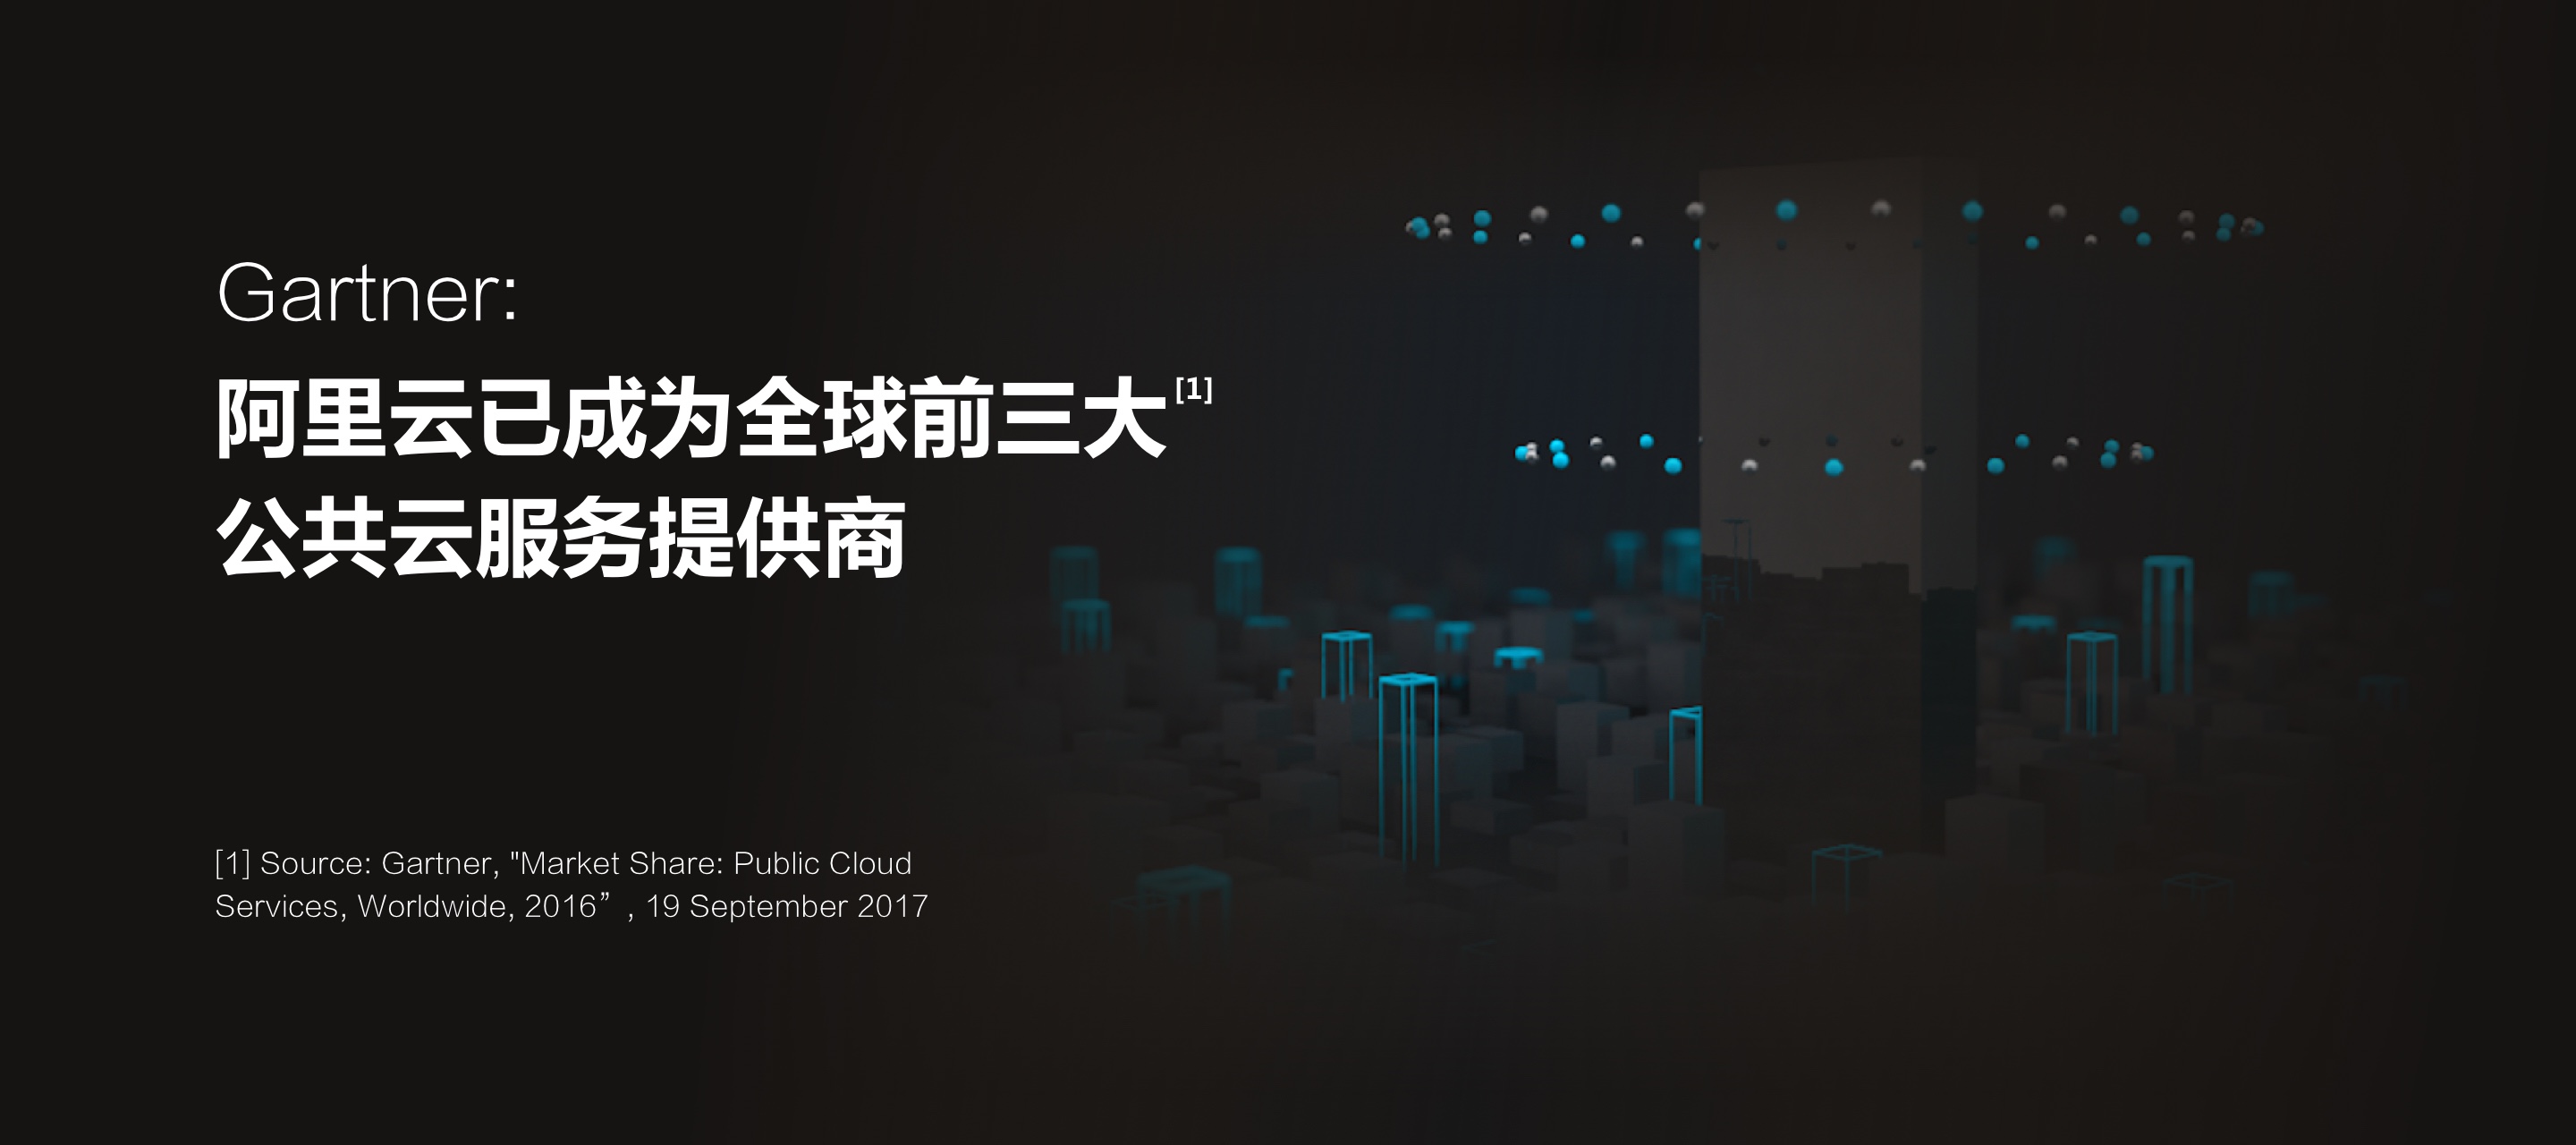 Gartner:
阿里云已成为全球前三大[1]
公共云服务提供商
[1] Source: Gartner, "Market Share: Public Cloud
Services, Worldwide, 2016” , 19 September 2017